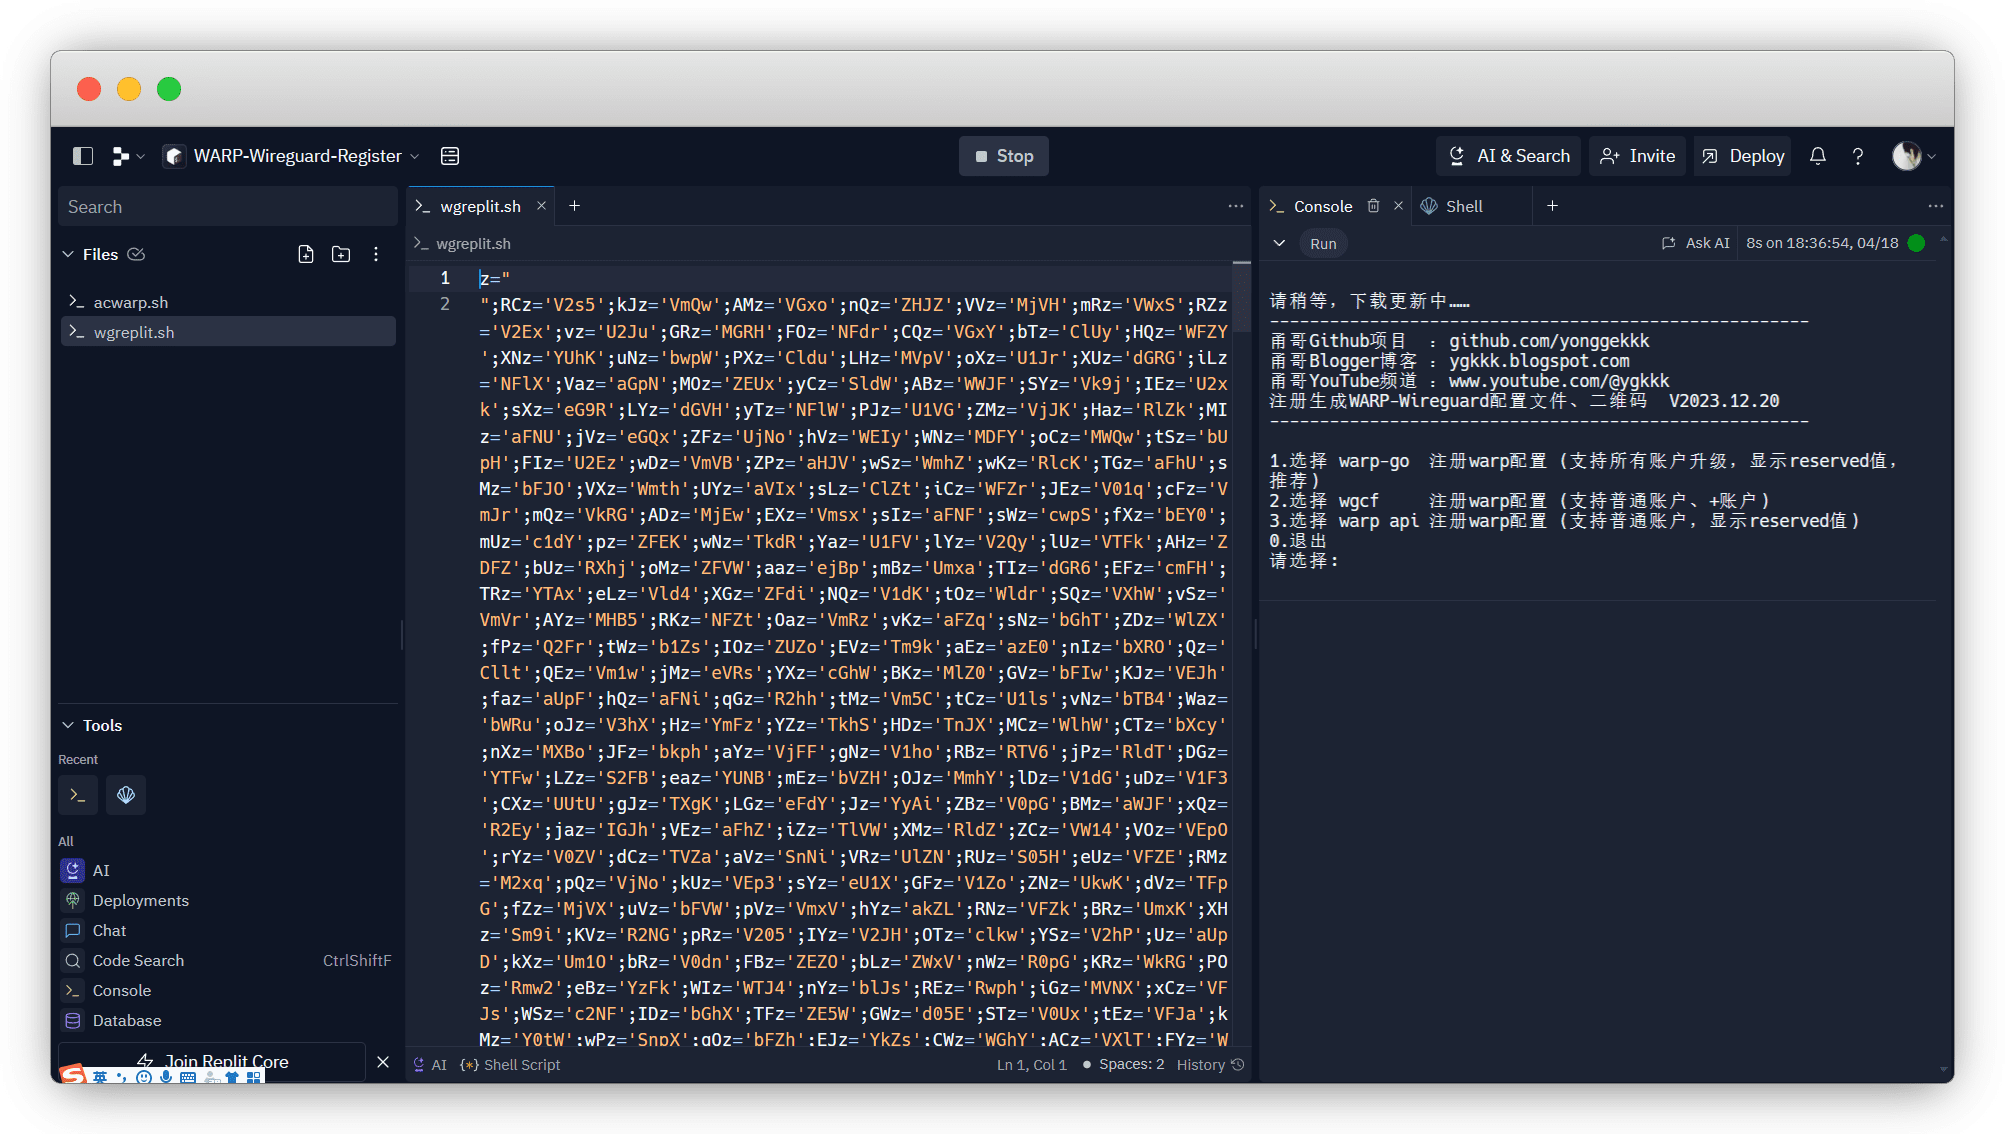 WARP-Wireguard-Register
Stop
AI & Search
Invite
Deploy
Search
Files
acwarp.sh
wgreplit.sh
Tools
Recent
All
AI
Deployments
Chat
Code Search CtrlShiftF
Console
Database
Join Replit Core
英
wgreplit.sh
wgreplit.sh
1 z="
2 ";RCz='V2s5';kJz='VmQw';AMz='VGxo';nQz='ZHJZ';VVz='MjVH';mRz='VWxS';RZz
='V2Ex';vz='U2Ju';GRz='MGRH';FOz='NFdr';CQz='VGxY';bTz='ClUy';HQz='WFZY
';XNz='YUhK';uNz='bwpW';PXz='Cldu';LHz='MVpV';oXz='U1Jr';XUz='dGRG';iLz
='NFlX';Vaz='aGpN';MOz='ZEUx';yCz='SldW';ABz='WWJF';SYz='Vk9j';IEz='U2x
k';sXz='eG9R';LYz='dGVH';yTz='NFlW';PJz='U1VG';ZMz='VjJK';Haz='RlZk';MI
z='aFNU';jVz='eGQx';ZFz='UjNo';hVz='WEIy';WNz='MDFY';oCz='MWQw';tSz='bU
pH';FIz='U2Ez';wDz='VmVB';ZPz='aHJV';wSz='WmhZ';wKz='RlcK';TGz='aFhU';s
Mz='bFJO';VXz='Wmth';UYz='aVIx';sLz='ClZt';iCz='WFZr';JEz='V01q';cFz='V
mJr';mQz='VkRG';ADz='MjEw';EXz='Vmsx';sIz='aFNF';sWz='cwpS';fXz='bEY0';
mUz='c1dY';pz='ZFEK';wNz='TkdR';Yaz='U1FV';lYz='V2Qy';lUz='VTFk';AHz='Z
DFZ';bUz='RXhj';oMz='ZFVW';aaz='ejBp';mBz='Umxa';TIz='dGR6';EFz='cmFH';
TRz='YTAx';eLz='Vld4';XGz='ZFdi';NQz='V1dK';tOz='Wldr';SQz='VXhW';vSz='
VmVr';AYz='MHB5';RKz='NFZt';Oaz='VmRz';vKz='aFZq';sNz='bGhT';ZDz='WlZX'
;fPz='Q2Fr';tWz='b1Zs';IOz='ZUZo';EVz='Tm9k';aEz='azE0';nIz='bXRO';Qz='
Cllt';QEz='Vm1w';jMz='eVRs';YXz='cGhW';BKz='MlZ0';GVz='bFIw';KJz='VEJh'
;faz='aUpF';hQz='aFNi';qGz='R2hh';tMz='Vm5C';tCz='U1ls';vNz='bTB4';Waz=
'bWRu';oJz='V3hX';Hz='YmFz';YZz='TkhS';HDz='TnJX';MCz='WlhW';CTz='bXcy'
;nXz='MXBo';JFz='bkph';aYz='VjFF';gNz='V1ho';RBz='RTV6';jPz='RldT';DGz=
'YTFw';LZz='S2FB';eaz='YUNB';mEz='bVZH';OJz='MmhY';lDz='V1dG';uDz='V1F3
';CXz='UUtU';gJz='TXgK';LGz='eFdY';Jz='YyAi';ZBz='V0pG';BMz='aWJF';xQz=
'R2Ey';jaz='IGJh';VEz='aFhZ';iZz='TlVW';XMz='RldZ';ZCz='VW14';VOz='VEpO
';rYz='V0ZV';dCz='TVZa';aVz='SnNi';VRz='UlZN';RUz='S05H';eUz='VFZE';RMz
='M2xq';pQz='VjNo';kUz='VEp3';sYz='eU1X';GFz='V1Zo';ZNz='UkwK';dVz='TFp
G';fZz='MjVX';uVz='bFVW';pVz='VmxV';hYz='akZL';RNz='VFZk';BRz='UmxK';XH
z='Sm9i';KVz='R2NG';pRz='V205';IYz='V2JH';OTz='clkw';YSz='V2hP';Uz='aUp
D';kXz='Um1O';bRz='V0dn';FBz='ZEZO';bLz='ZWxV';nWz='R0pG';KRz='WkRG';PO
z='Rmw2';eBz='YzFk';WIz='WTJ4';nYz='blJs';REz='Rwph';iGz='MVNX';xCz='VF
Js';WSz='c2NF';IDz='bGhX';TFz='ZE5W';GWz='d05E';STz='V0Ux';tEz='VFJa';k
Mz='Y0tW';wPz='SnpX';gOz='bFZh';EJz='YkZs';CWz='WGhY';ACz='VXlT';FYz='W
AI Shell Script Ln 1, Col 1 Spaces: 2 History
Console
Shell
Run Ask AI 8s on 18:36:54, 04/18
请稍等，下载更新中……
------------------------------------------------------
甬哥Github项目 ：github.com/yonggekkk
甬哥Blogger博客 ：ygkkk.blogspot.com
甬哥YouTube频道 ：www.youtube.com/@ygkkk
注册生成WARP-Wireguard配置文件、二维码 V2023.12.20
------------------------------------------------------
1.选择 warp-go 注册warp配置 (支持所有账户升级，显示reserved值，
推荐)
2.选择 wgcf 注册warp配置 (支持普通账户、+账户)
3.选择 warp api 注册warp配置 (支持普通账户，显示reserved值)
0.退出
请选择：